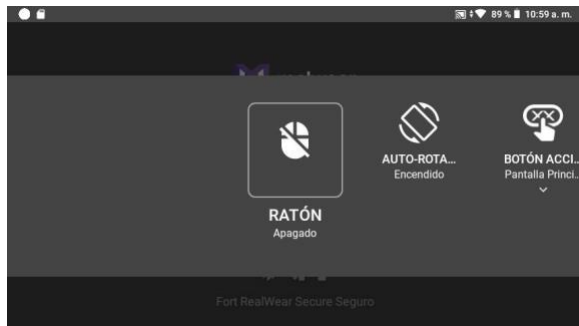 89 % 10:59 a. m.
RATÓN
Apagado
AUTO-ROTA...
Encendido
BOTÓN ACCI..
Pantalla Princi..
Fort RealWear Secure Seguro